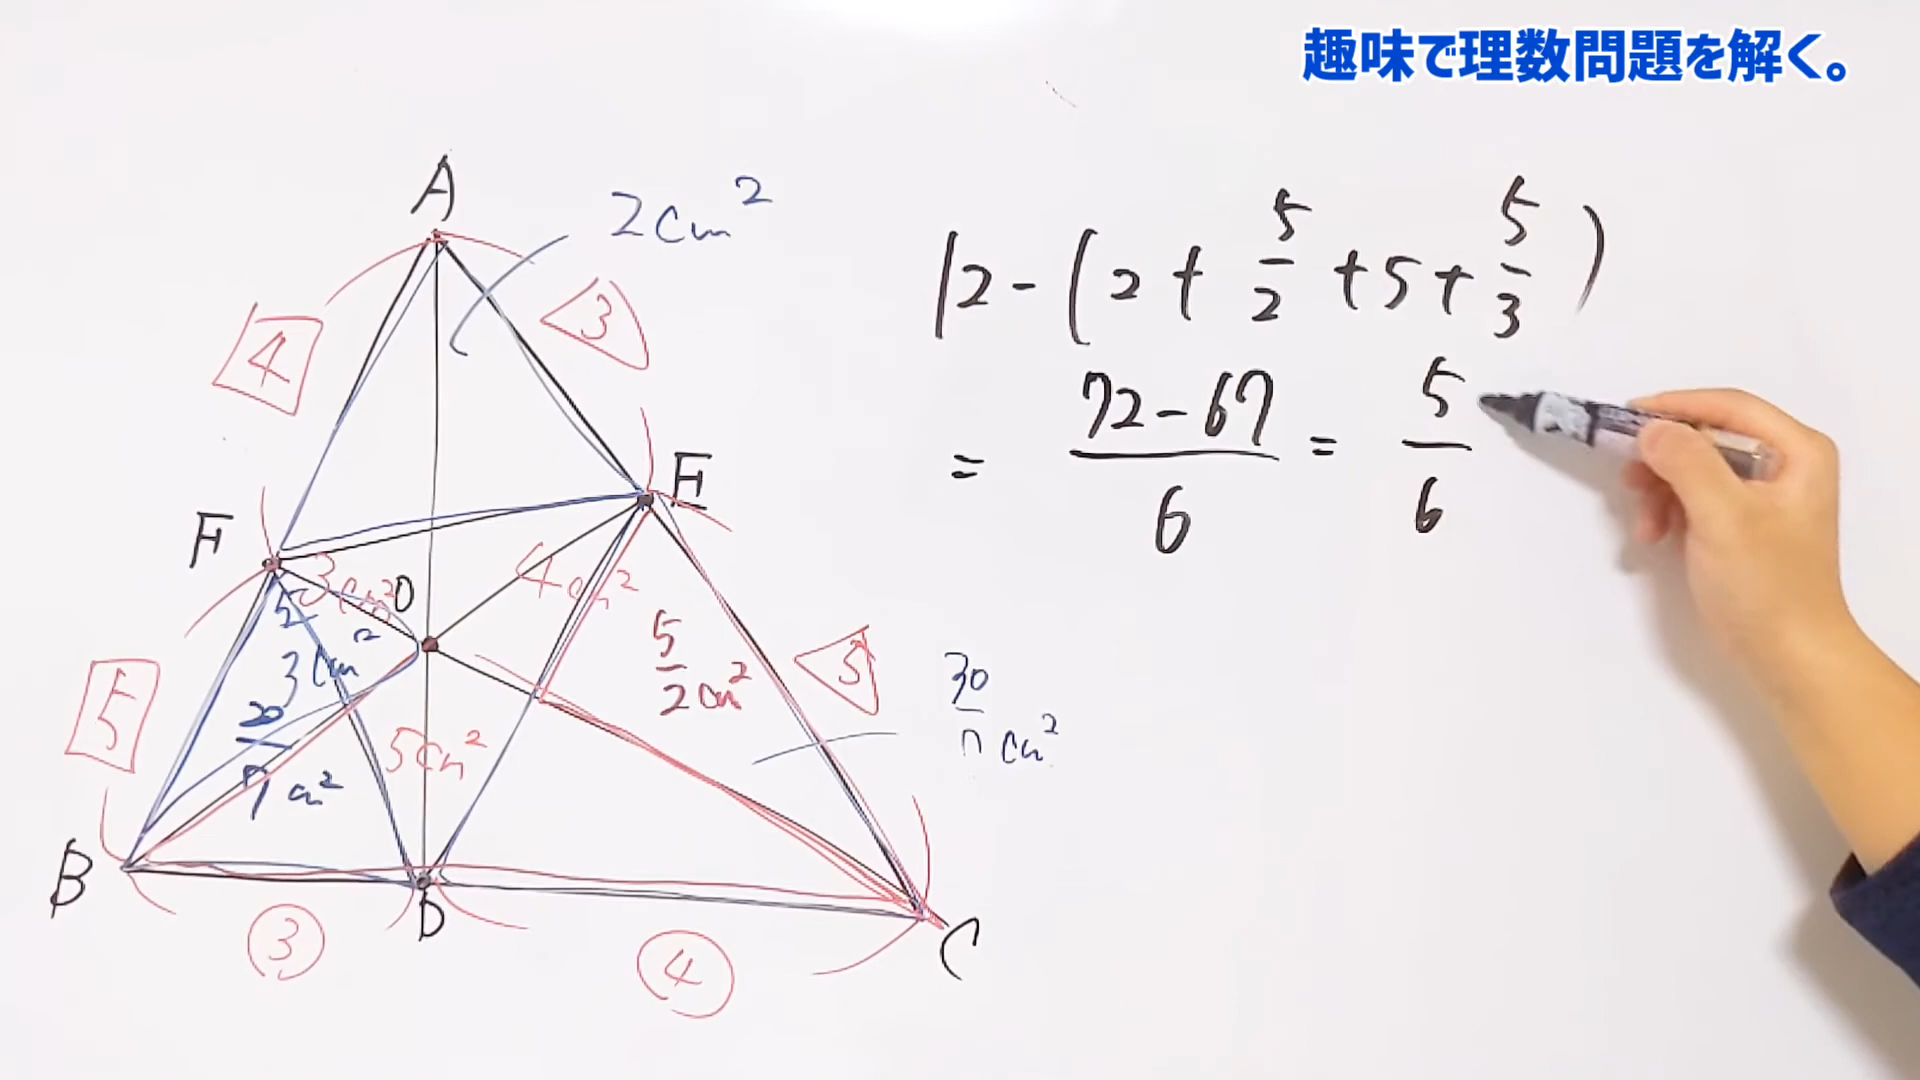 趣味で理数問題を解く。
A
2cm²
12-(2+5/2+5+5/3)
4
3
=72-67/6=5/6
E
F
3cm²
O
4cm²
5/3cm²
5/2cm²
5
5
20/7cm²
5cm²
30/7cm²
B
D
C
3
4